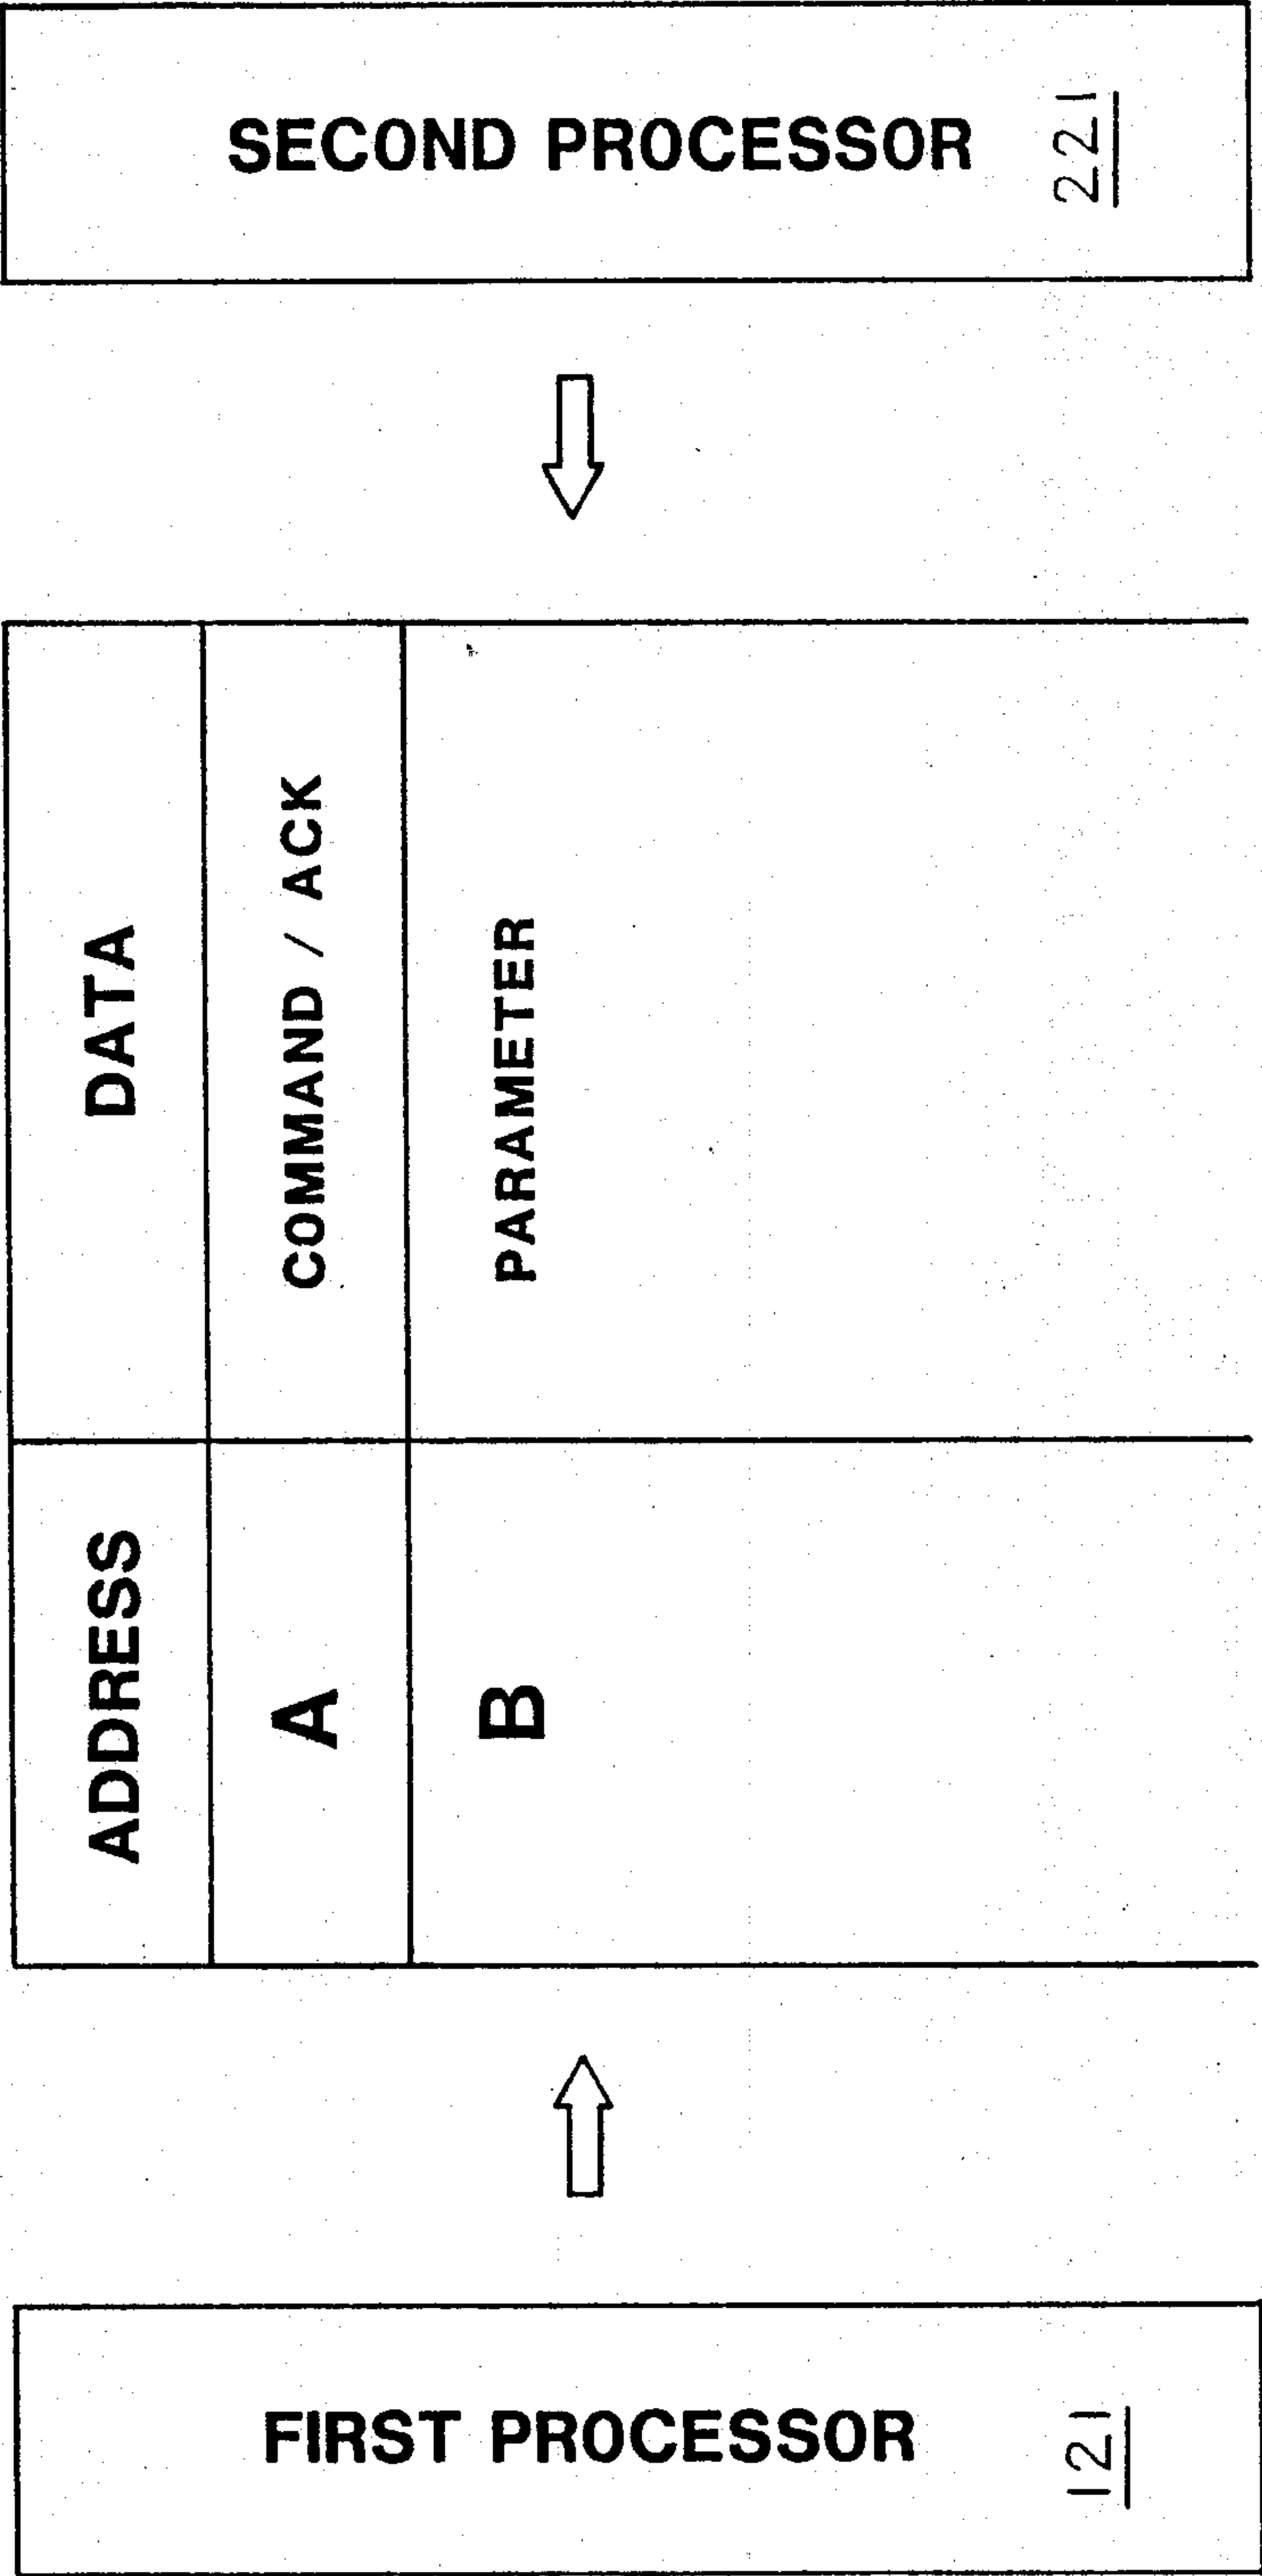 SECOND PROCESSOR
221
ADDRESS
DATA
A
COMMAND / ACK
B
PARAMETER
FIRST PROCESSOR
121